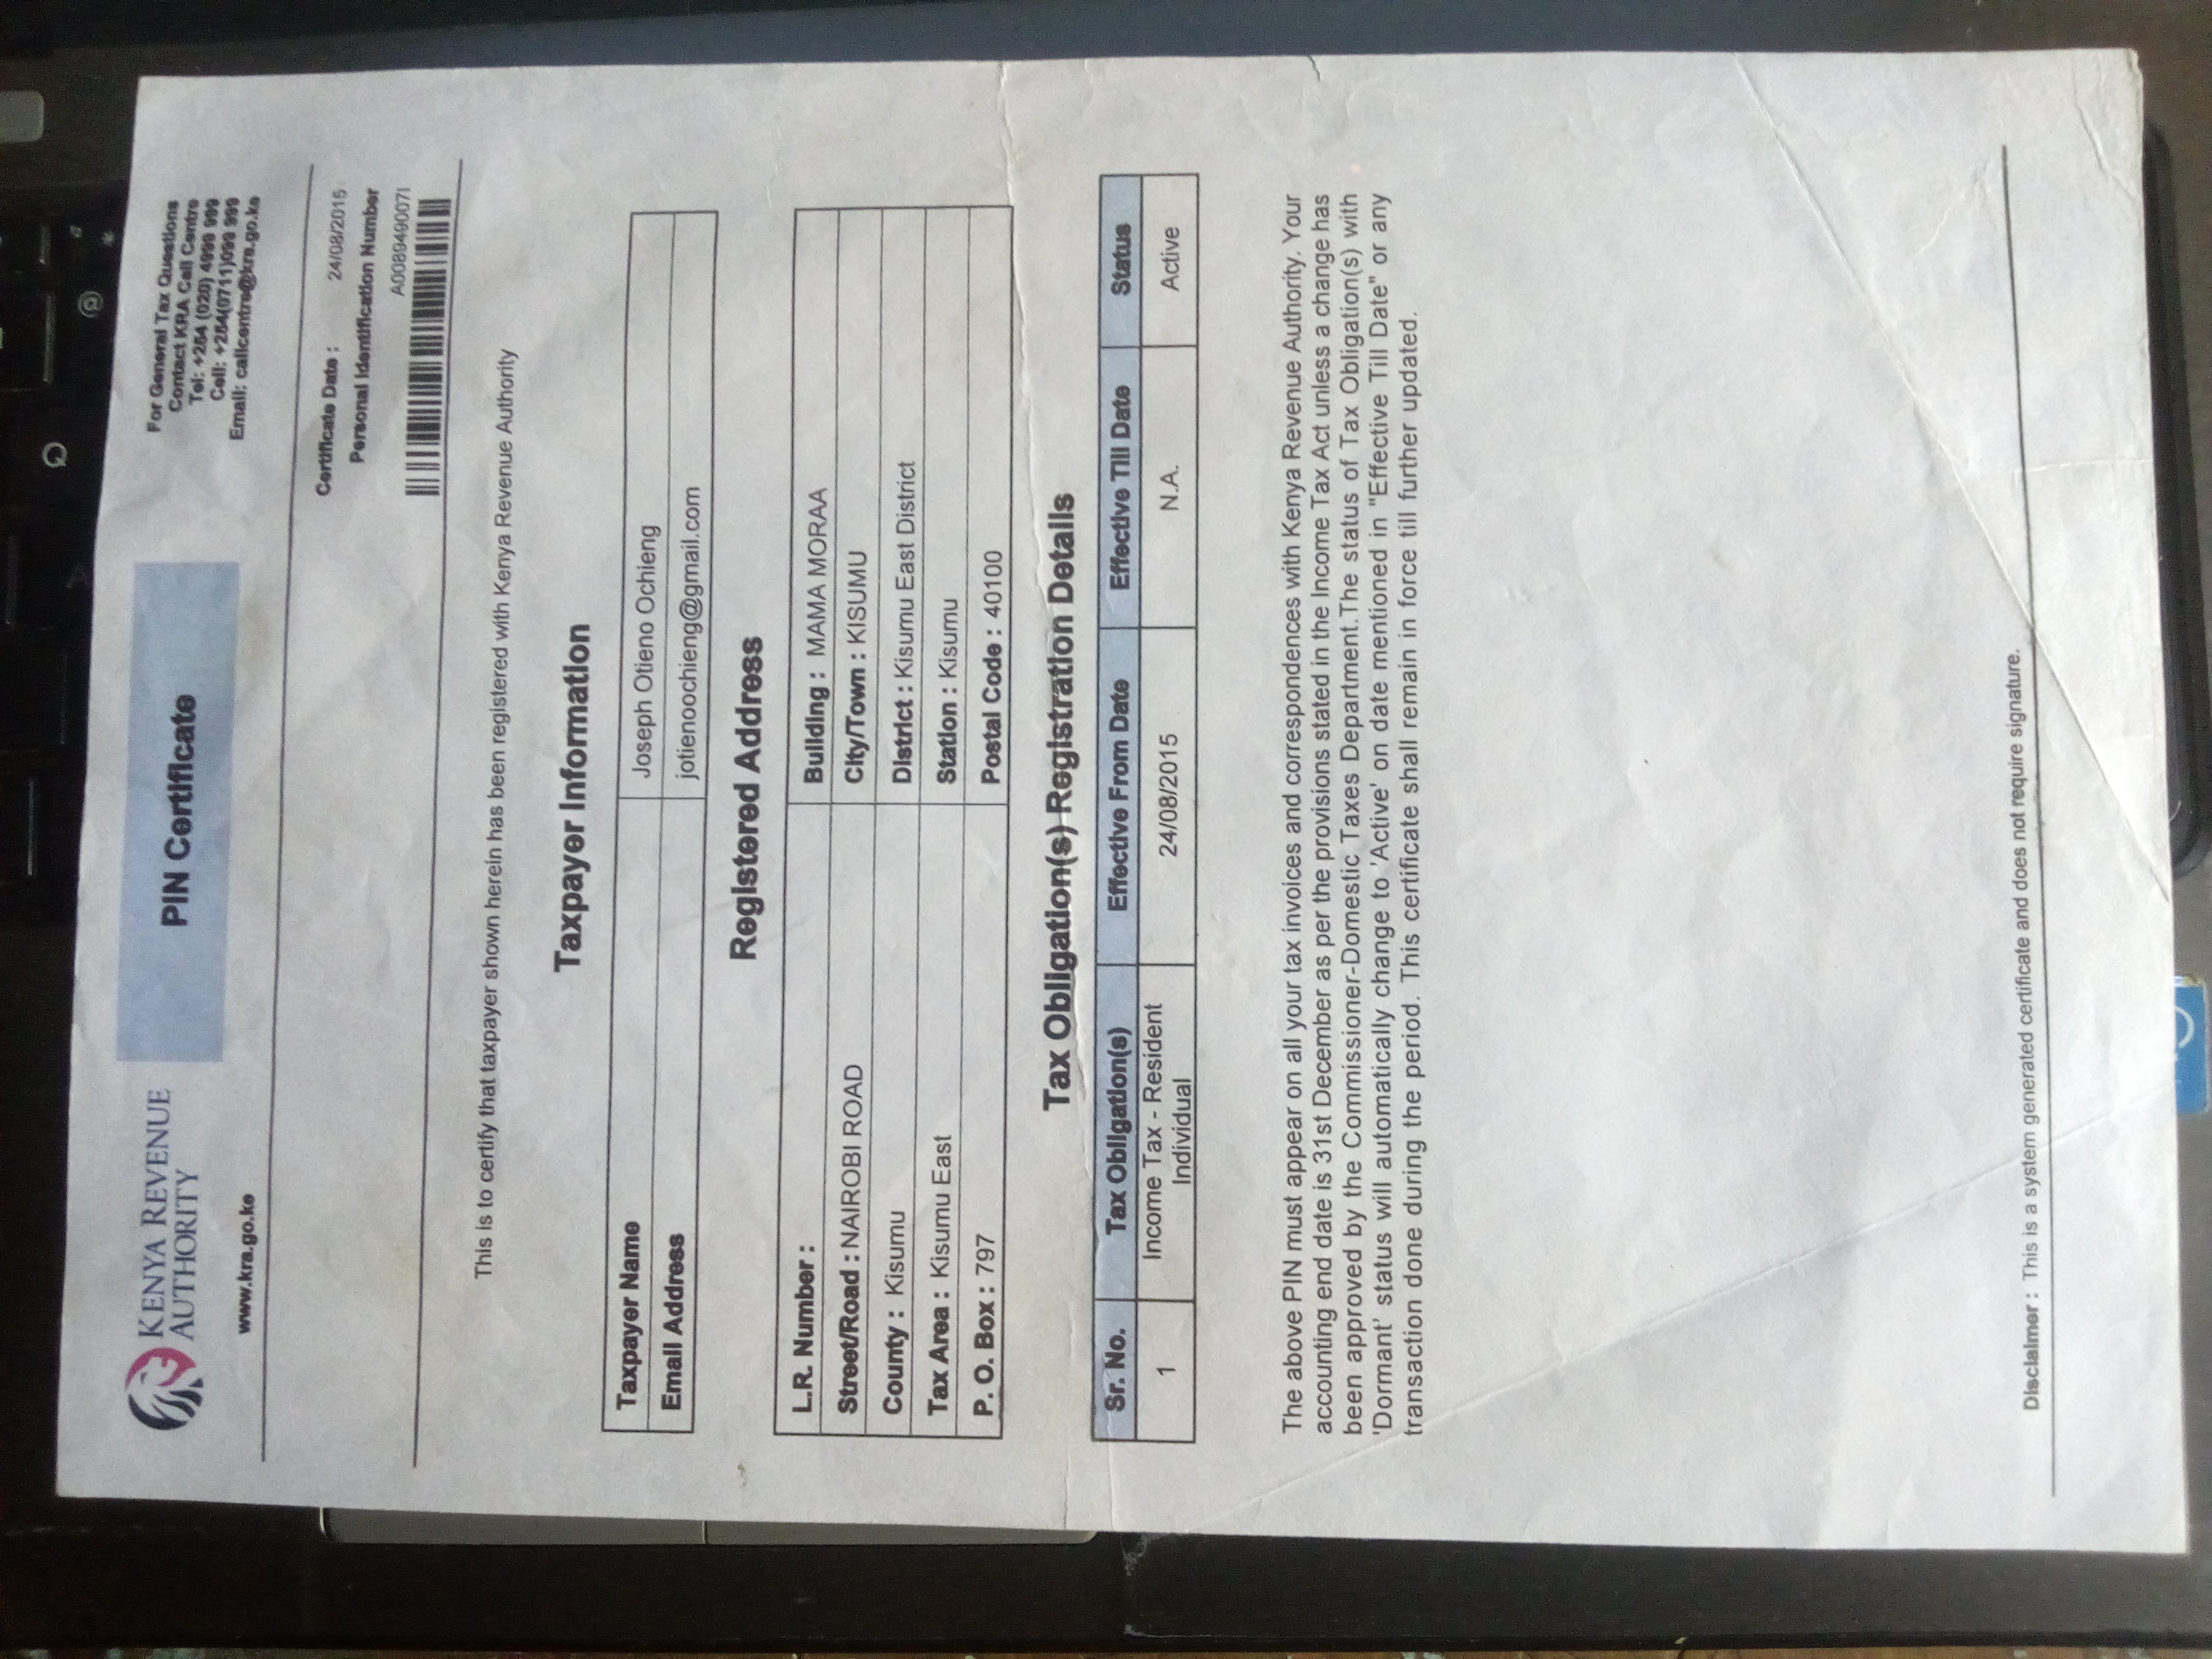 KENYA REVENUE
AUTHORITY
www.kra.go.ke
PIN Certificate
For General Tax Questions
Contact KRA Call Centre
Tel: +254 (020) 4999 999
Cell: +254(0711)099 999
Email: callcentre@kra.go.ke
Certificate Date : 24/08/2015
Personal Identification Number
A008949007I
This is to certify that taxpayer shown herein has been registered with Kenya Revenue Authority
Taxpayer Information
Taxpayer Name Joseph Otieno Ochieng
Email Address jotienoochieng@gmail.com
Registered Address
L.R. Number : Building : MAMA MORAA
Street/Road : NAIROBI ROAD City/Town : KISUMU
County : Kisumu District : Kisumu East District
Tax Area : Kisumu East Station : Kisumu
P. O. Box : 797 Postal Code : 40100
Tax Obligation(s) Registration Details
Sr. No. Tax Obligation(s) Effective From Date Effective Till Date Status
1 Income Tax - Resident Individual 24/08/2015 N.A. Active
The above PIN must appear on all your tax invoices and correspondences with Kenya Revenue Authority. Your
accounting end date is 31st December as per the provisions stated in the Income Tax Act unless a change has
been approved by the Commissioner-Domestic Taxes Department.The status of Tax Obligation(s) with
'Dormant' status will automatically change to 'Active' on date mentioned in "Effective Till Date" or any
transaction done during the period. This certificate shall remain in force till further updated.
Disclaimer : This is a system generated certificate and does not require signature.